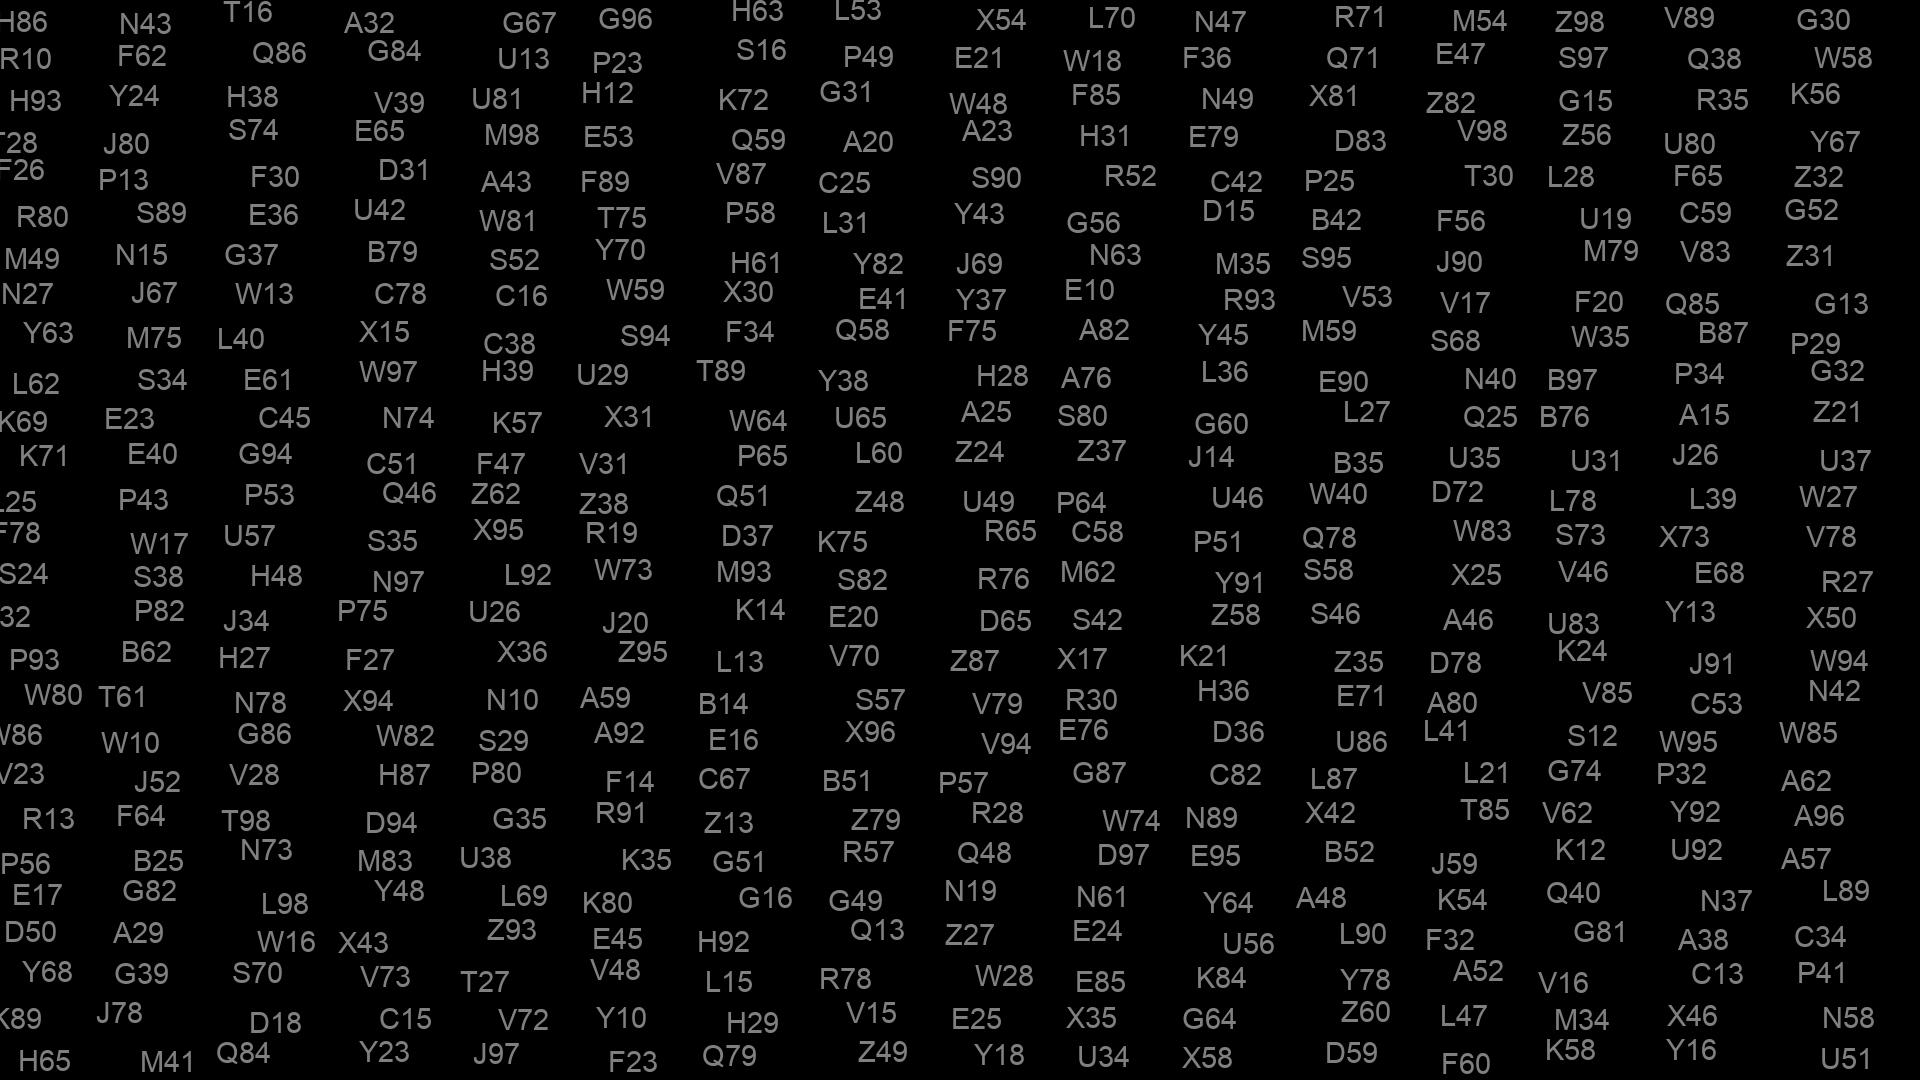 H86 N43 T16 A32 G67 G96 H63 L53 X54 L70 N47 R71 M54 Z98 V89 G30
R10 F62 Q86 G84 U13 P23 S16 P49 E21 W18 F36 Q71 E47 S97 Q38 W58
H93 Y24 H38 V39 U81 H12 K72 G31 W48 F85 N49 X81 Z82 G15 R35 K56
T28 J80 S74 E65 M98 E53 Q59 A20 A23 H31 E79 D83 V98 Z56 U80 Y67
F26 P13 F30 D31 A43 F89 V87 C25 S90 R52 C42 P25 T30 L28 F65 Z32
R80 S89 E36 U42 W81 T75 P58 L31 Y43 G56 D15 B42 F56 U19 C59 G52
M49 N15 G37 B79 S52 Y70 H61 Y82 J69 N63 M35 S95 J90 M79 V83 Z31
N27 J67 W13 C78 C16 W59 X30 E41 Y37 E10 R93 V53 V17 F20 Q85 G13
Y63 M75 L40 X15 C38 S94 F34 Q58 F75 A82 Y45 M59 S68 W35 B87 P29
L62 S34 E61 W97 H39 U29 T89 Y38 H28 A76 L36 E90 N40 B97 P34 G32
K69 E23 C45 N74 K57 X31 W64 U65 A25 S80 G60 L27 Q25 B76 A15 Z21
K71 E40 G94 C51 F47 V31 P65 L60 Z24 Z37 J14 B35 U35 U31 J26 U37
L25 P43 P53 Q46 Z62 Z38 Q51 Z48 U49 P64 U46 W40 D72 L78 L39 W27
F78 W17 U57 S35 X95 R19 D37 K75 R65 C58 P51 Q78 W83 S73 X73 V78
S24 S38 H48 N97 L92 W73 M93 S82 R76 M62 Y91 S58 X25 V46 E68 R27
32 P82 J34 P75 U26 J20 K14 E20 D65 S42 Z58 S46 A46 U83 Y13 X50
P93 B62 H27 F27 X36 Z95 L13 V70 Z87 X17 K21 Z35 D78 K24 J91 W94
W80 T61 N78 X94 N10 A59 B14 S57 V79 R30 H36 E71 A80 V85 C53 N42
W86 W10 G86 W82 S29 A92 E16 X96 V94 E76 D36 U86 L41 S12 W95 W85
V23 J52 V28 H87 P80 F14 C67 B51 P57 G87 C82 L87 L21 G74 P32 A62
R13 F64 T98 D94 G35 R91 Z13 Z79 R28 W74 N89 X42 T85 V62 Y92 A96
P56 B25 N73 M83 U38 K35 G51 R57 Q48 D97 E95 B52 J59 K12 U92 A57
E17 G82 L98 Y48 L69 K80 G16 G49 N19 N61 Y64 A48 K54 Q40 N37 L89
D50 A29 W16 X43 Z93 E45 H92 Q13 Z27 E24 U56 L90 F32 G81 A38 C34
Y68 G39 S70 V73 T27 V48 L15 R78 W28 E85 K84 Y78 A52 V16 C13 P41
K89 J78 D18 C15 V72 Y10 H29 V15 E25 X35 G64 Z60 L47 M34 X46 N58
H65 M41 Q84 Y23 J97 F23 Q79 Z49 Y18 U34 X58 D59 F60 K58 Y16 U51